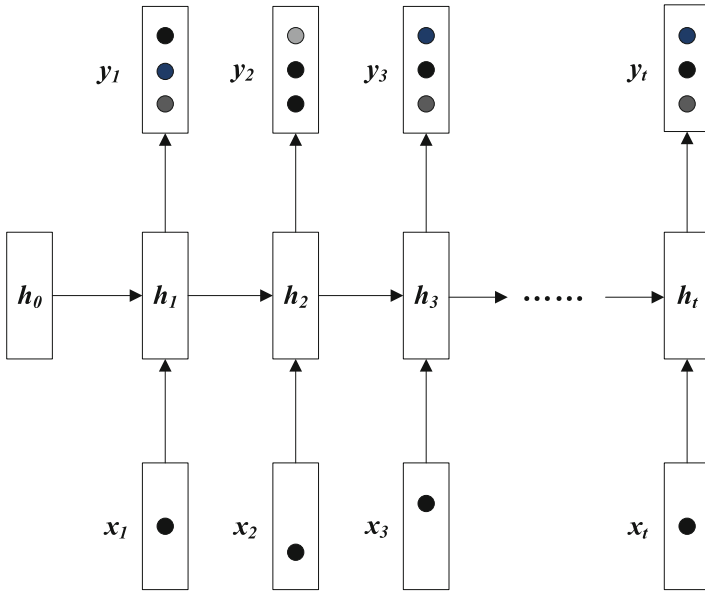 y1 y2 y3 yt
h0 h1 h2 h3 ...... ht
x1 x2 x3 xt